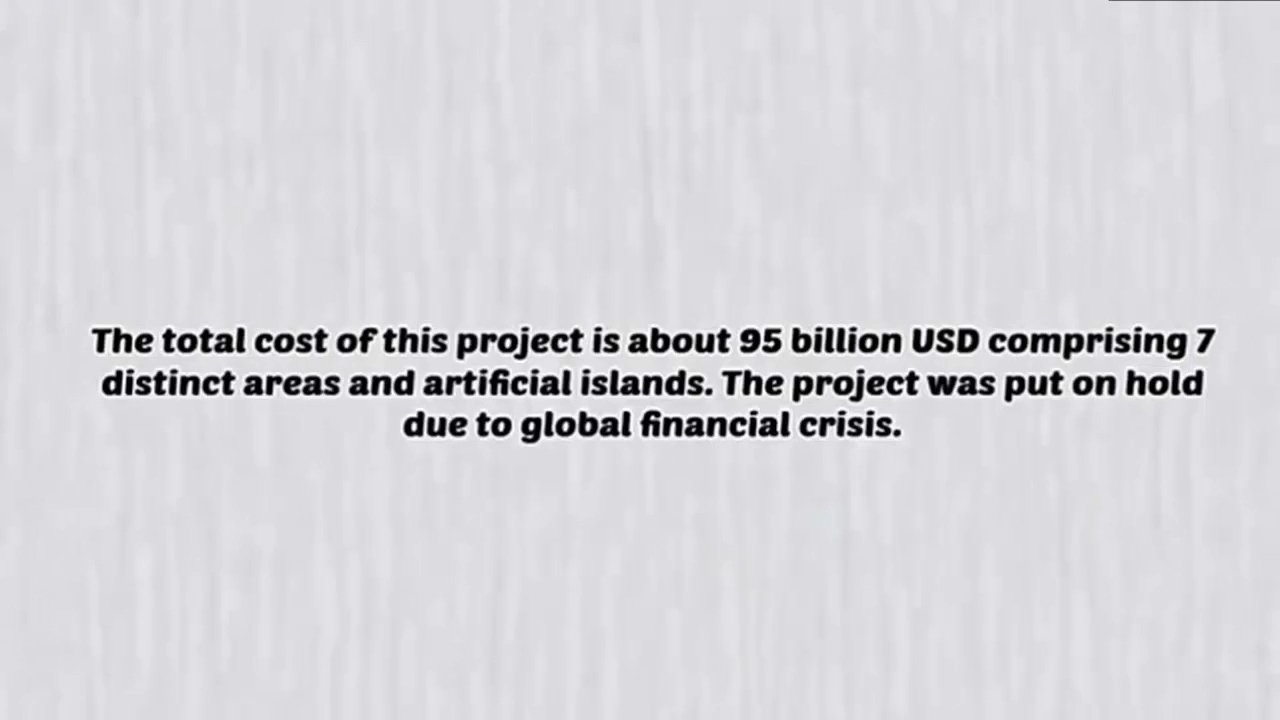 The total cost of this project is about 95 billion USD comprising 7
distinct areas and artificial islands. The project was put on hold
due to global financial crisis.